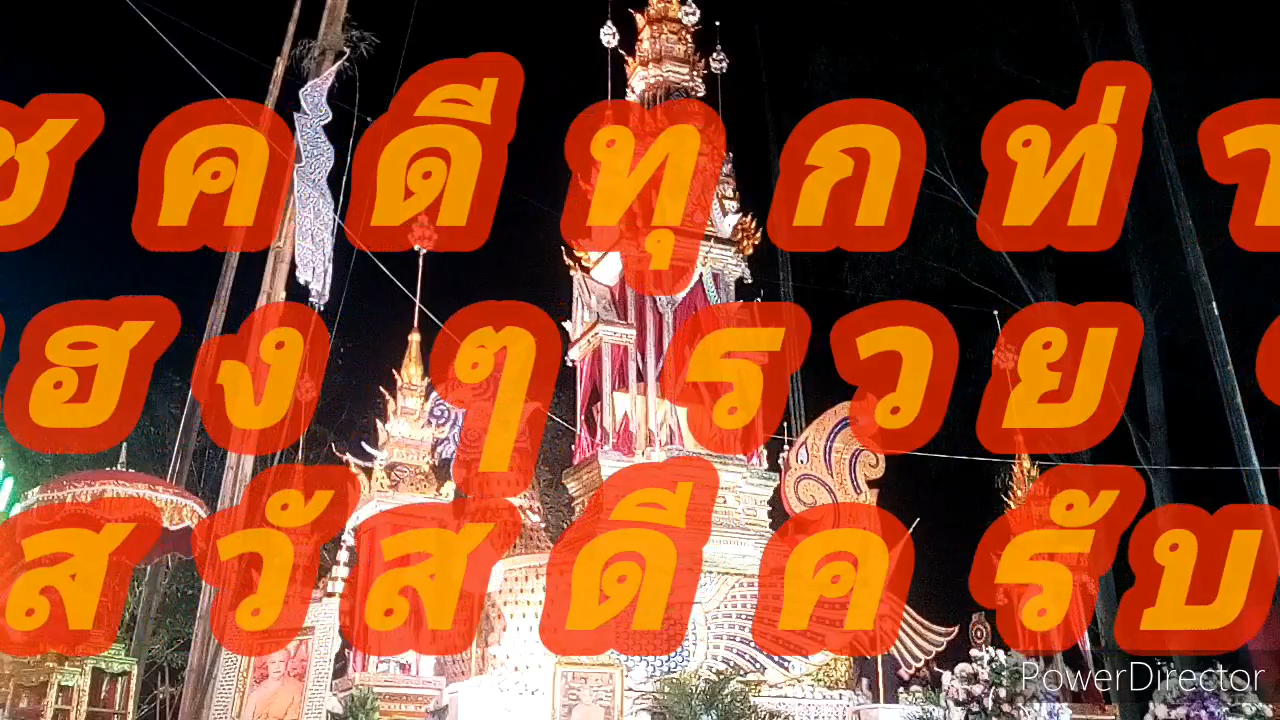 ช ค ดี ทุ ก ท่ า
ฮ ง ๆ ร ว ย
ส วั ส ดี ค รั บ
PowerDirector